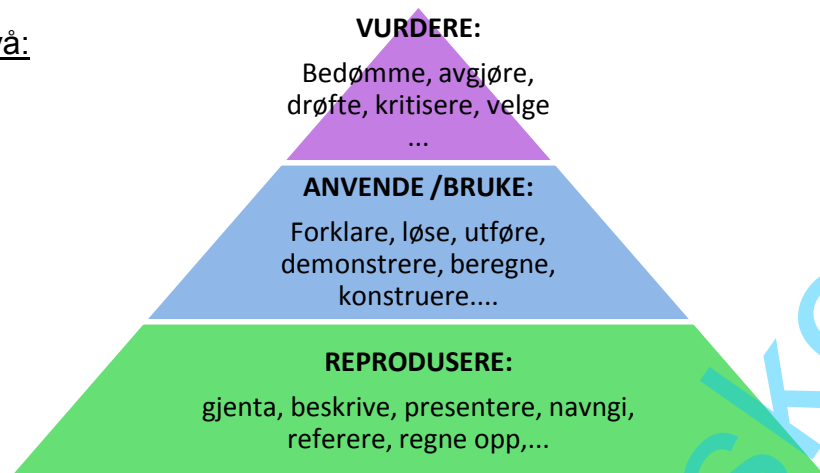 vå:
VURDERE:
Bedømme, avgjøre,
drøfte, kritisere, velge
...
ANVENDE /BRUKE:
Forklare, løse, utføre,
demonstrere, beregne,
konstruere....
REPRODUSERE:
gjenta, beskrive, presentere, navngi,
referere, regne opp,...